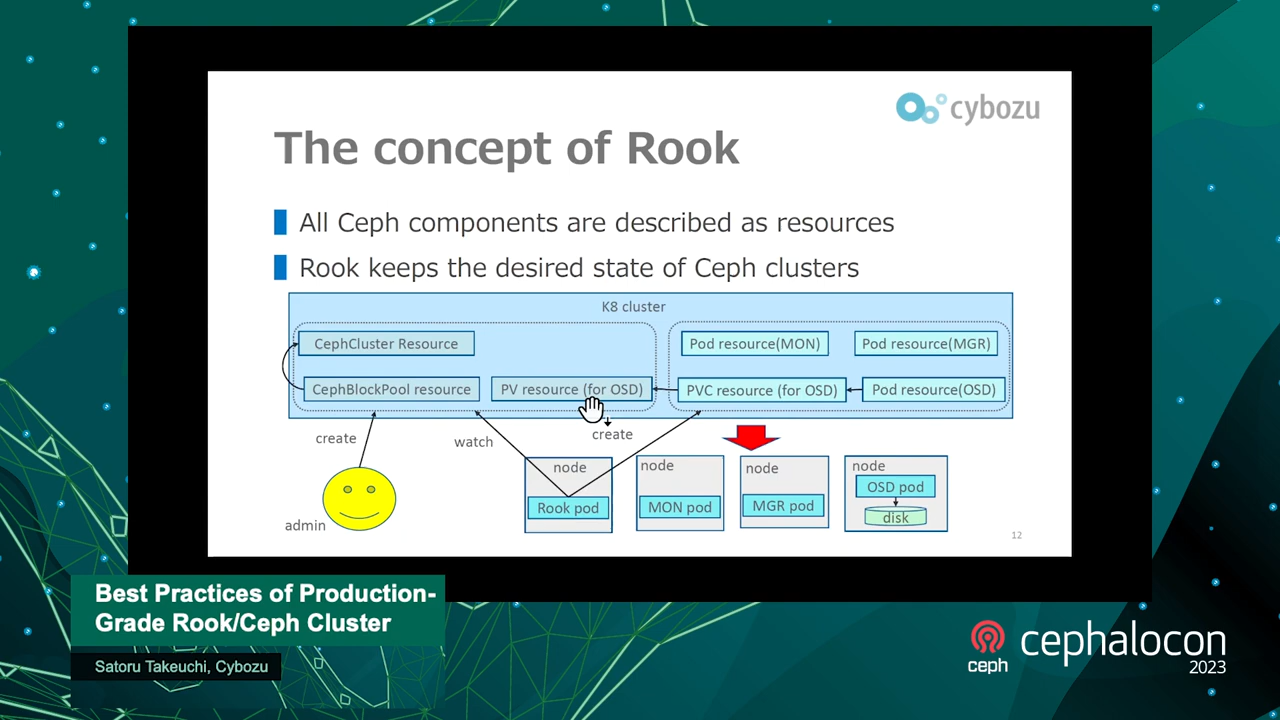 cybozu
The concept of Rook
All Ceph components are described as resources
Rook keeps the desired state of Ceph clusters
K8 cluster
CephCluster Resource
Pod resource(MON)
Pod resource(MGR)
CephBlockPool resource
PV resource (for OSD)
PVC resource (for OSD)
Pod resource(OSD)
create
watch
create
node
node
node
node
Rook pod
MON pod
MGR pod
OSD pod
disk
admin
12
Best Practices of Production-
Grade Rook/Ceph Cluster
Satoru Takeuchi, Cybozu
ceph
cephalocon
2023